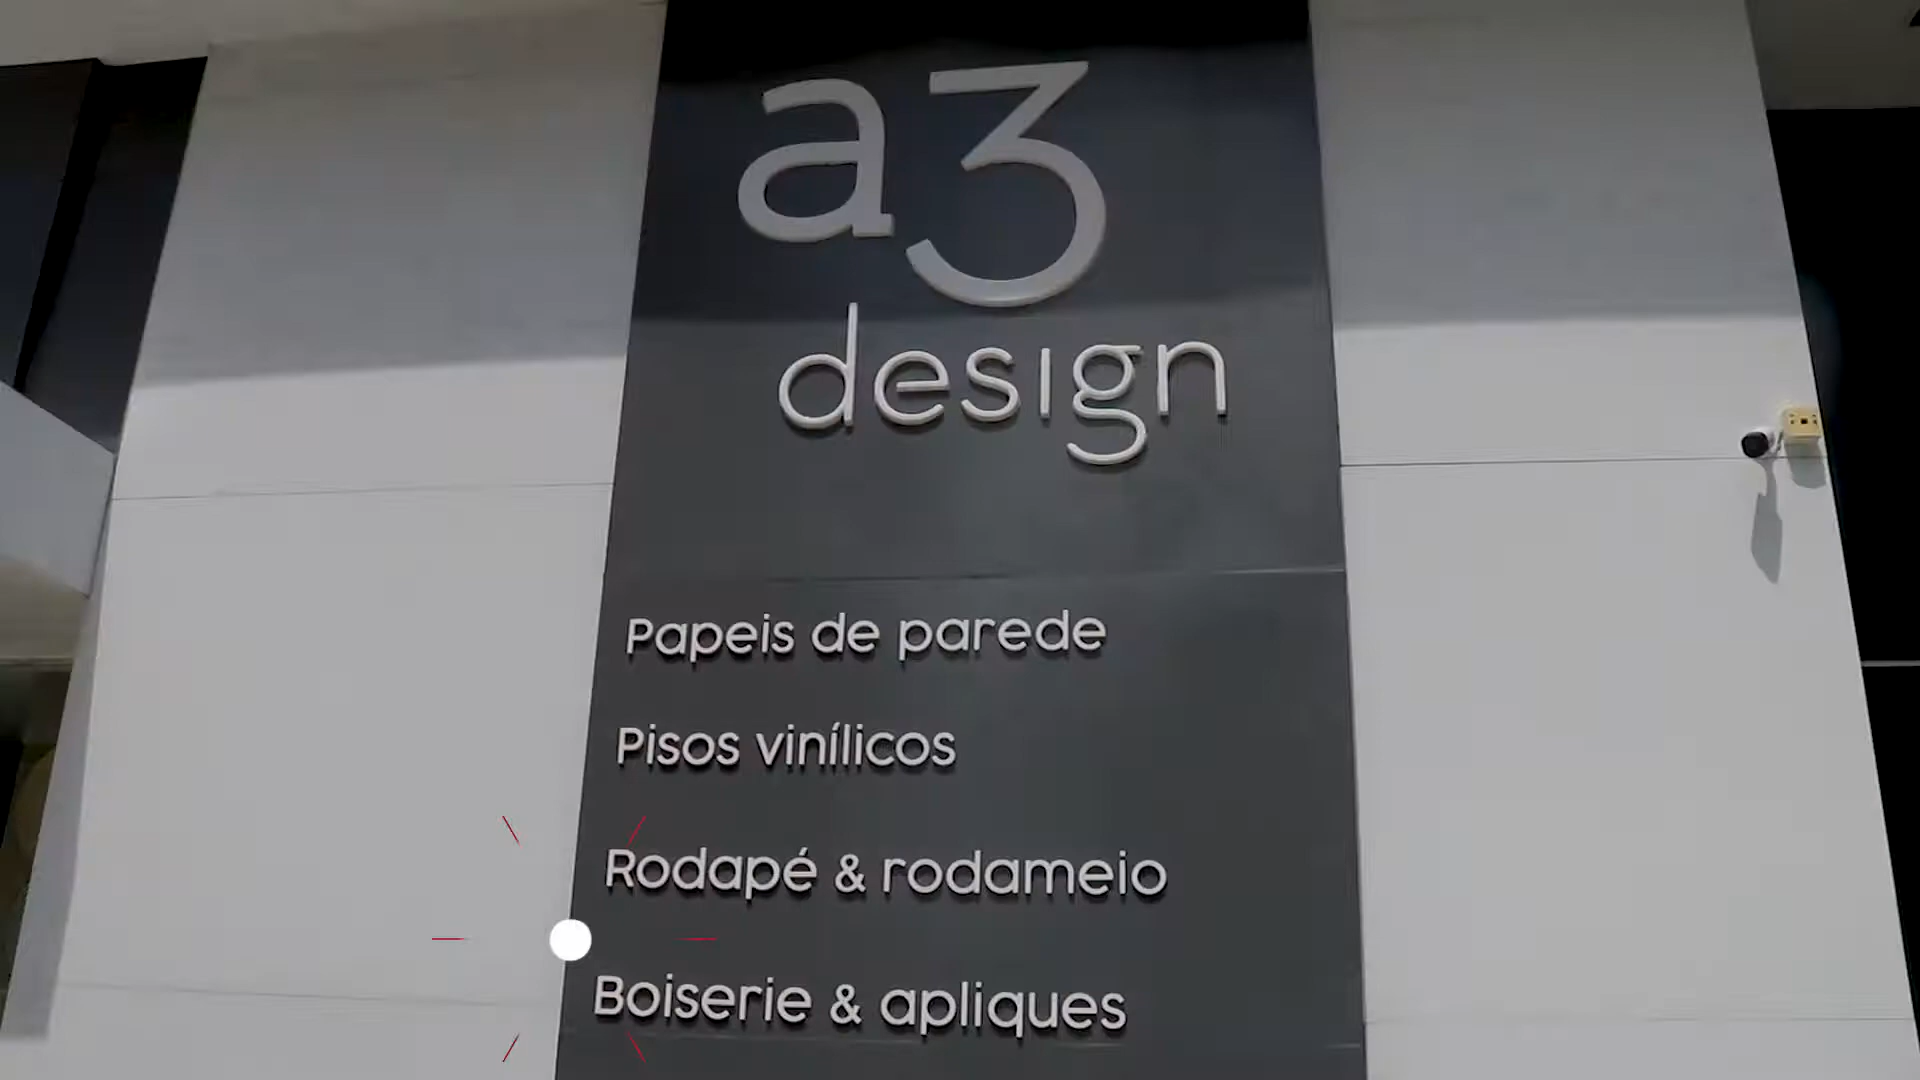 a3
design
Papeis de parede
Pisos vinílicos
Rodapé & rodameio
Boiserie & apliques